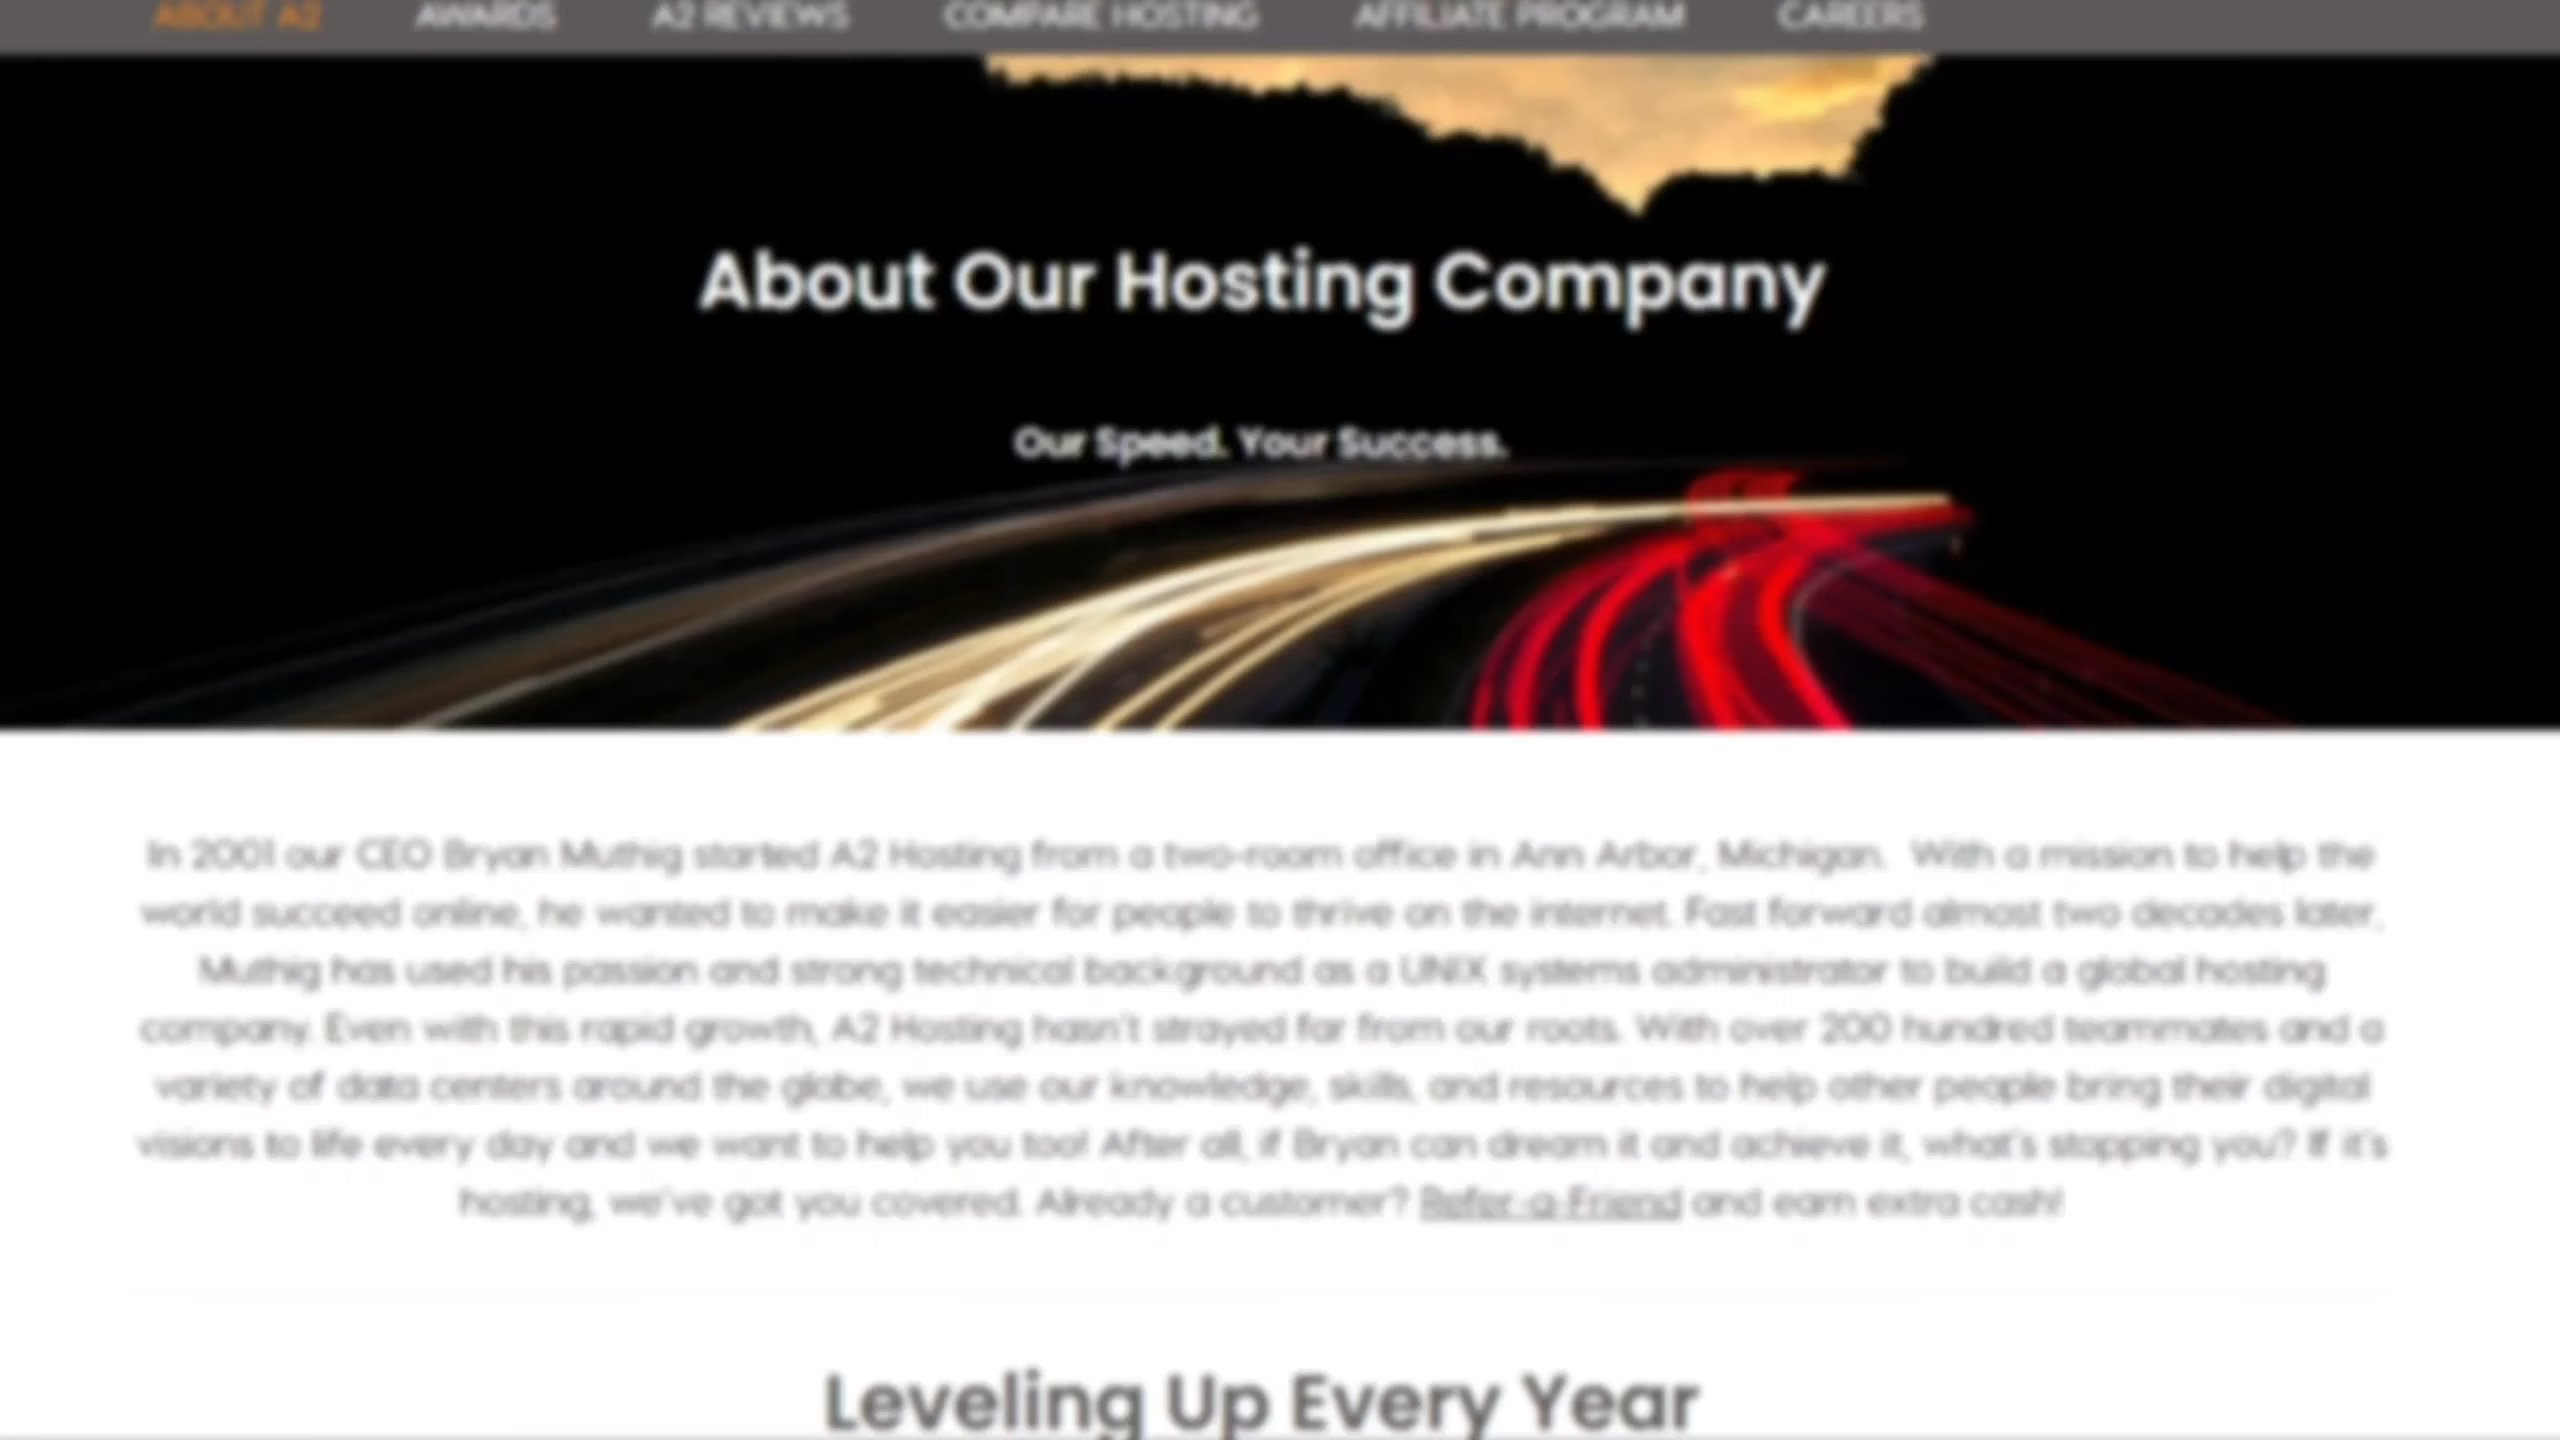 ABOUT A2 AWARDS A2 REVIEWS COMPARE HOSTING AFFILIATE PROGRAM CAREERS
About Our Hosting Company
Our Speed. Your Success.
In 2001 our CEO Bryan Muthig started A2 Hosting from a two-room office in Ann Arbor, Michigan. With a mission to help the
world succeed online, he wanted to make it easier for people to thrive on the internet. Fast forward almost two decades later,
Muthig has used his passion and strong technical background as a UNIX systems administrator to build a global hosting
company. Even with this rapid growth, A2 Hosting hasn't strayed far from our roots. With over 200 hundred teammates and a
variety of data centers around the globe, we use our knowledge, skills, and resources to help other people bring their digital
visions to life every day and we want to help you too! After all, if Bryan can dream it and achieve it, what's stopping you? If it's
hosting, we've got you covered. Already a customer? Refer-a-Friend and earn extra cash!
Leveling Up Every Year